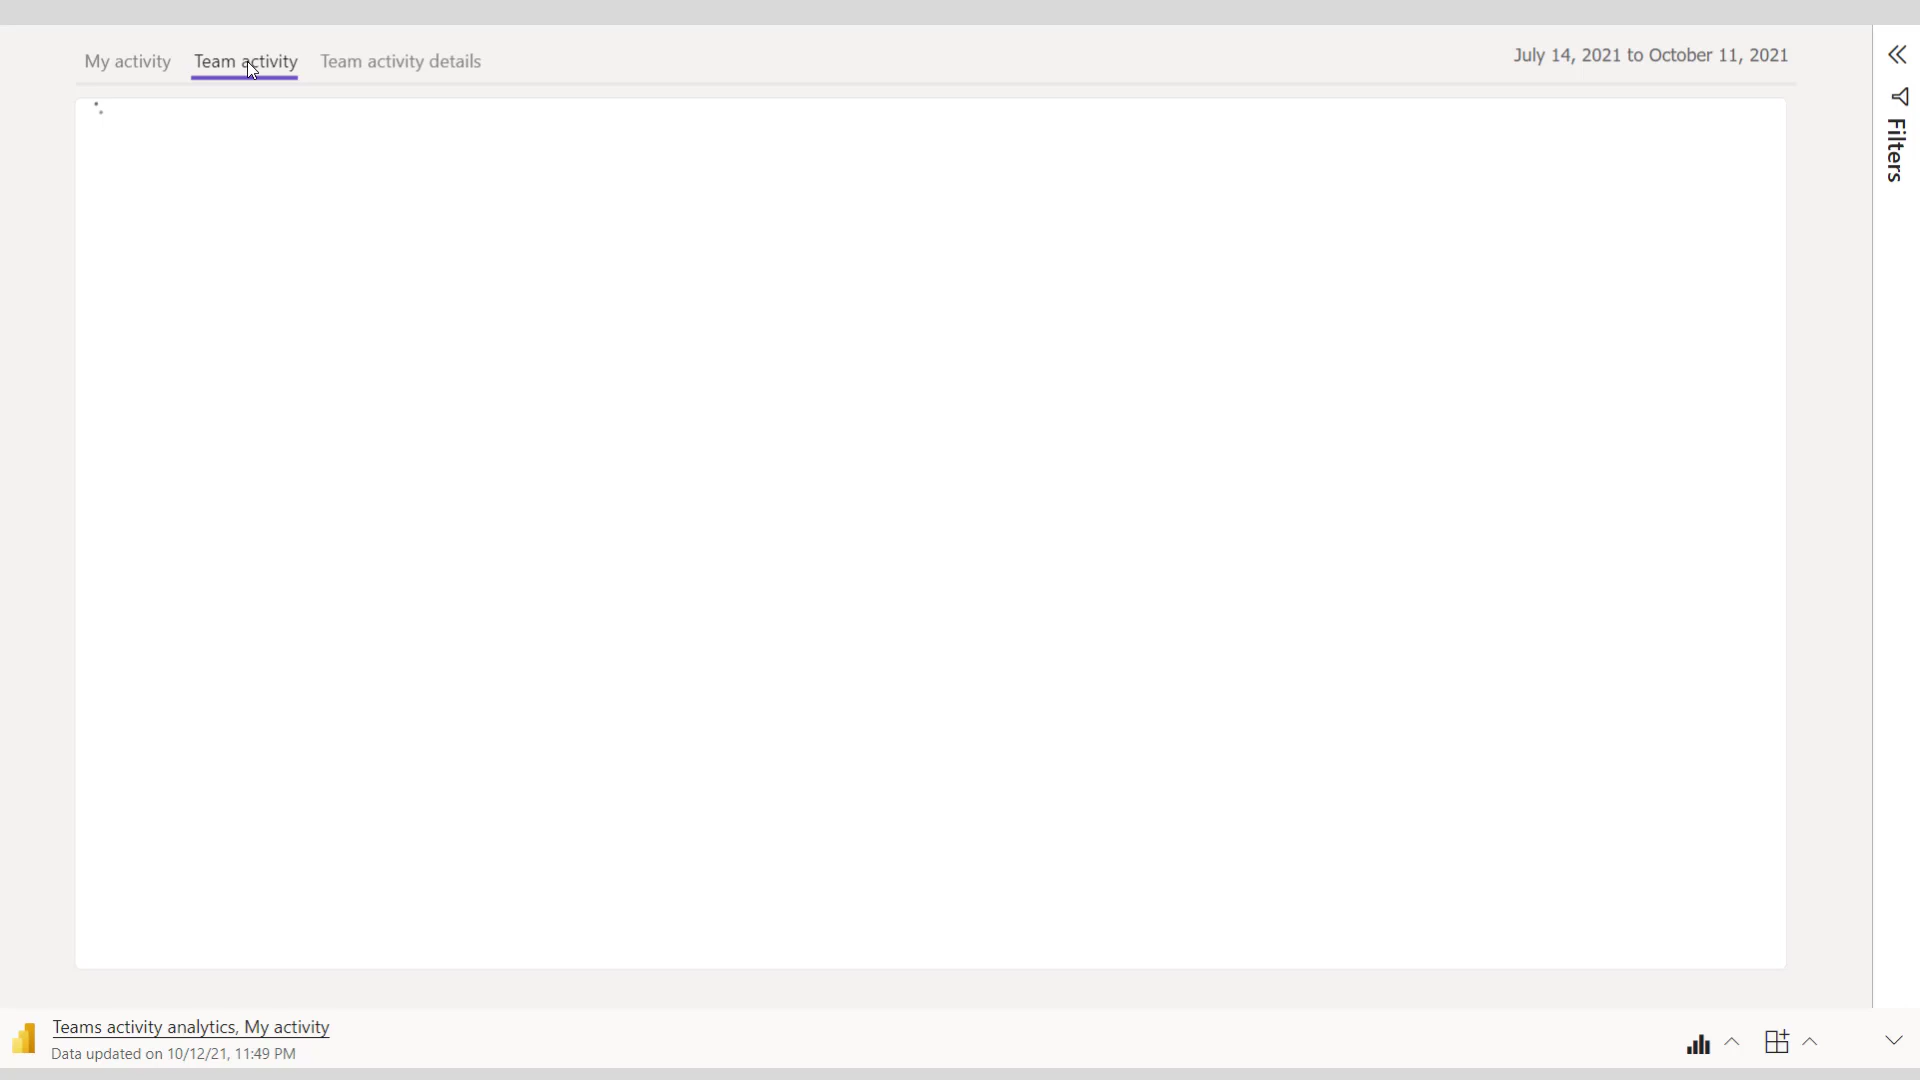 My activity Team activity Team activity details
July 14, 2021 to October 11, 2021
Filters
Teams activity analytics, My activity
Data updated on 10/12/21, 11:49 PM